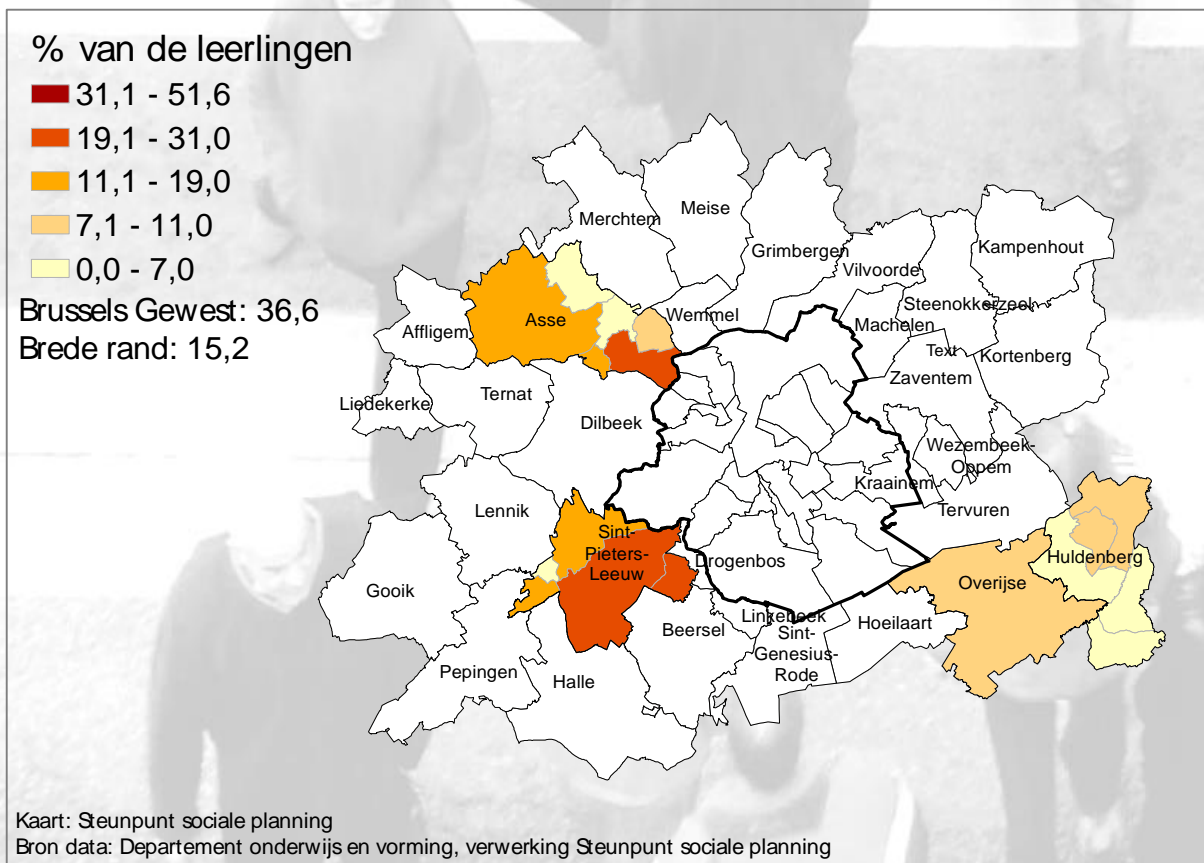 % van de leerlingen
31,1 - 51,6
19,1 - 31,0
11,1 - 19,0
7,1 - 11,0
0,0 - 7,0
Brussels Gewest: 36,6
Brede rand: 15,2
Merchtem
Meise
Grimbergen
Kampenhout
Vilvoorde
Steenokkerzeel
Asse
Wemmel
Machelen
Affligem
Text
Kortenberg
Zaventem
Ternat
Liedekerke
Dilbeek
Wezembeek-
Oppem
Kraainem
Lennik
Tervuren
Sint-
Pieters-
Leeuw
Drogenbos
Huldenberg
Overijse
Gooik
Linkebeek
Hoeilaart
Beersel
Sint-
Genesius-
Rode
Pepingen
Halle
Kaart: Steunpunt sociale planning
Bron data: Departement onderwijs en vorming, verwerking Steunpunt sociale planning